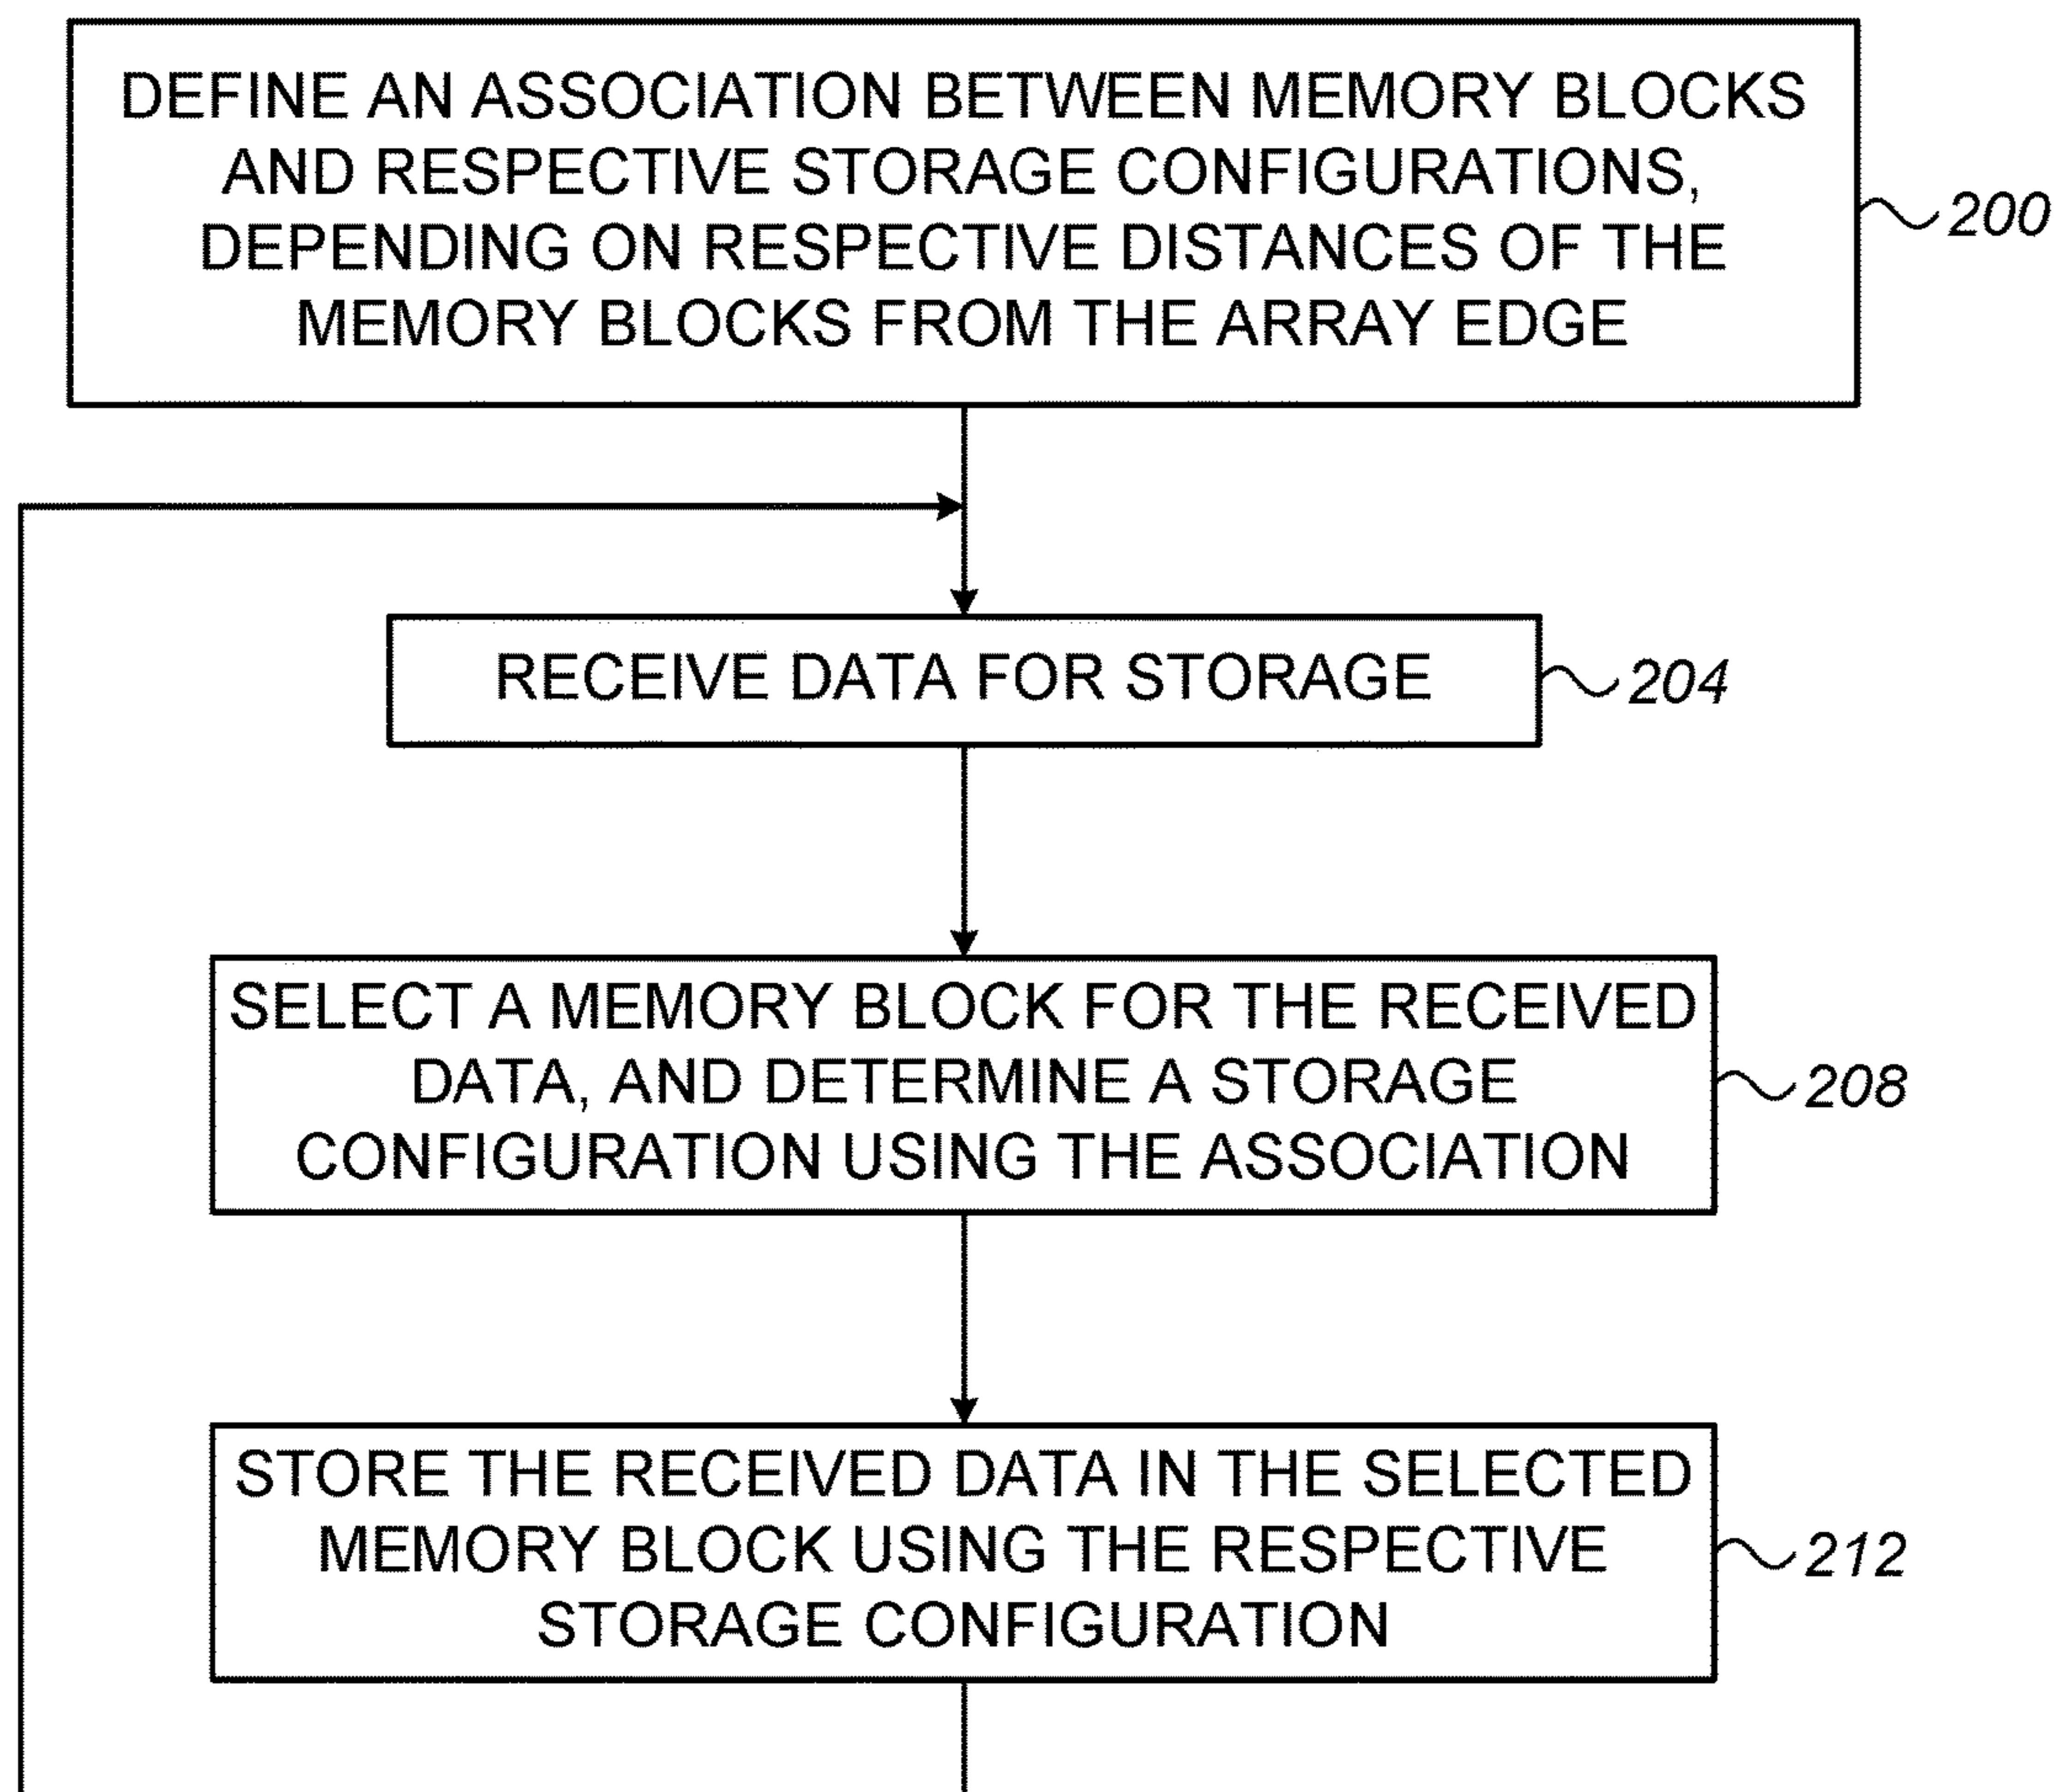 DEFINE AN ASSOCIATION BETWEEN MEMORY BLOCKS
AND RESPECTIVE STORAGE CONFIGURATIONS,
DEPENDING ON RESPECTIVE DISTANCES OF THE
MEMORY BLOCKS FROM THE ARRAY EDGE
200
RECEIVE DATA FOR STORAGE
204
SELECT A MEMORY BLOCK FOR THE RECEIVED
DATA, AND DETERMINE A STORAGE
CONFIGURATION USING THE ASSOCIATION
208
STORE THE RECEIVED DATA IN THE SELECTED
MEMORY BLOCK USING THE RESPECTIVE
STORAGE CONFIGURATION
212